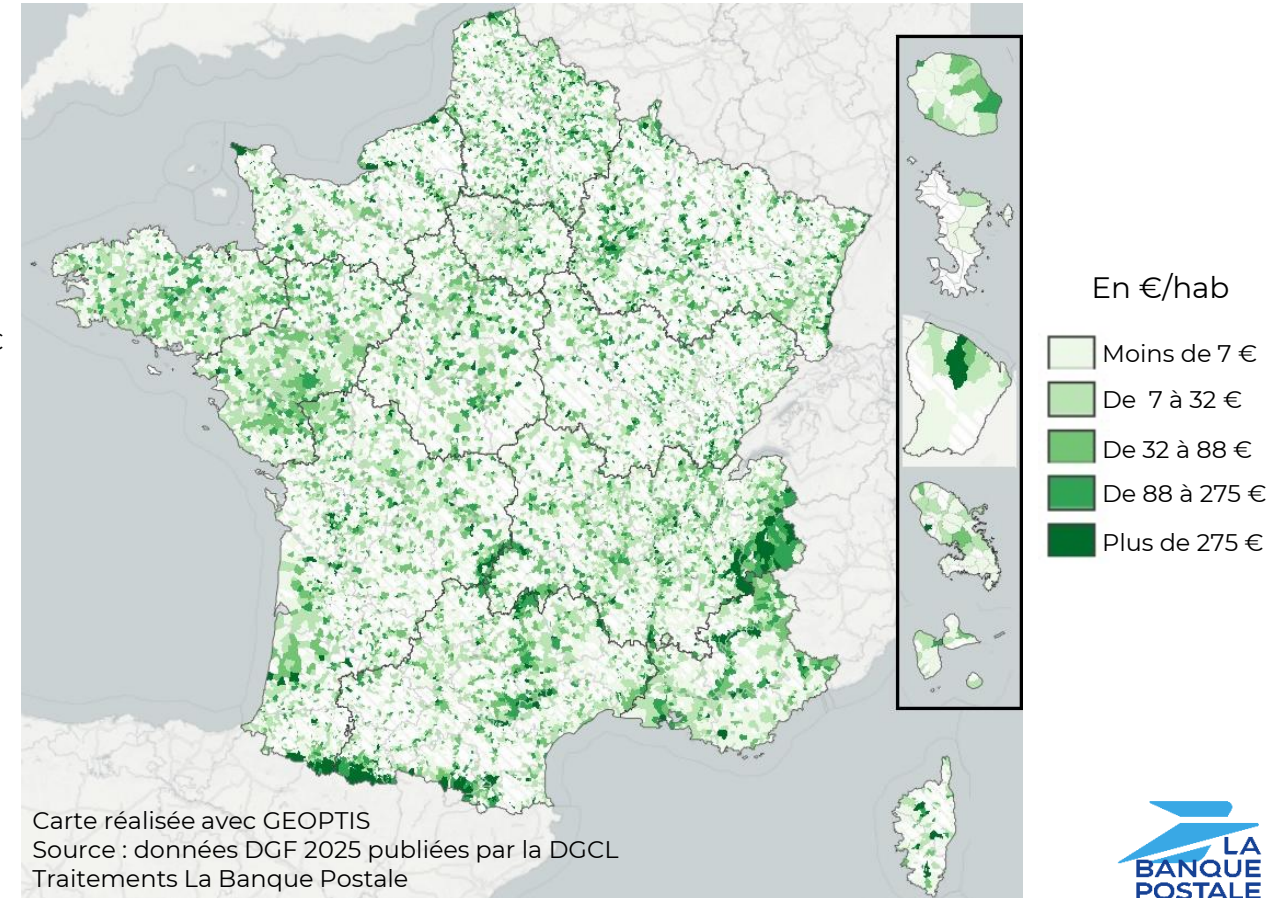 €
En €/hab
Moins de 7 €
De 7 à 32 €
De 32 à 88 €
De 88 à 275 €
Plus de 275 €
Carte réalisée avec GEOPTIS
Source : données DGF 2025 publiées par la DGCL
Traitements La Banque Postale
LA
BANQUE
POSTALE